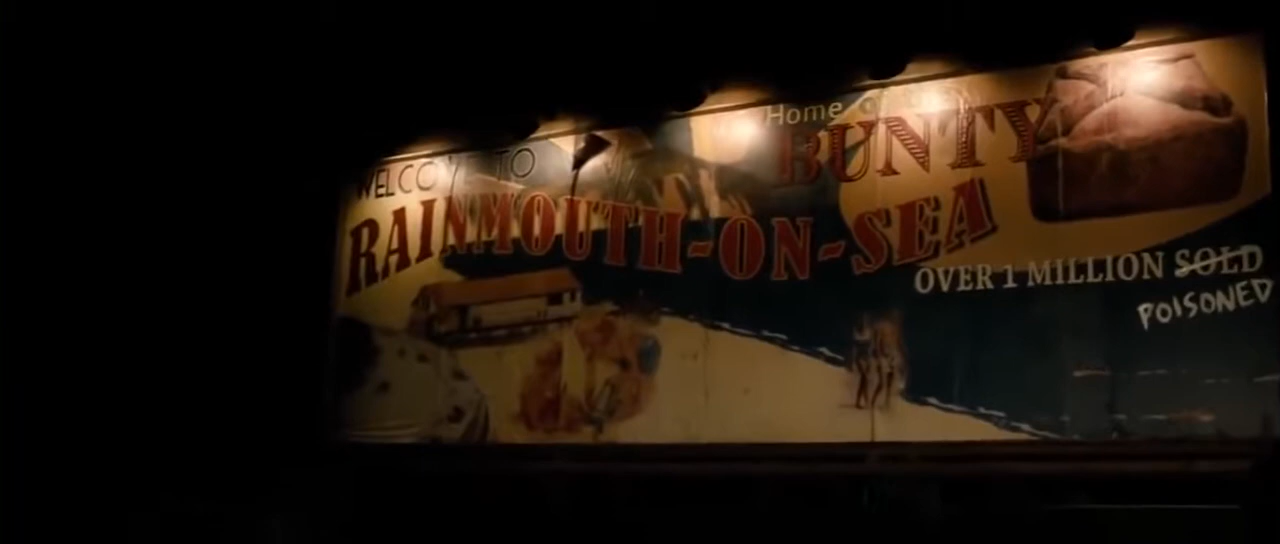 WELCOME TO
RAINMOUTH-ON-SEA
Home of
BUNTY
OVER 1 MILLION SOLD
POISONED